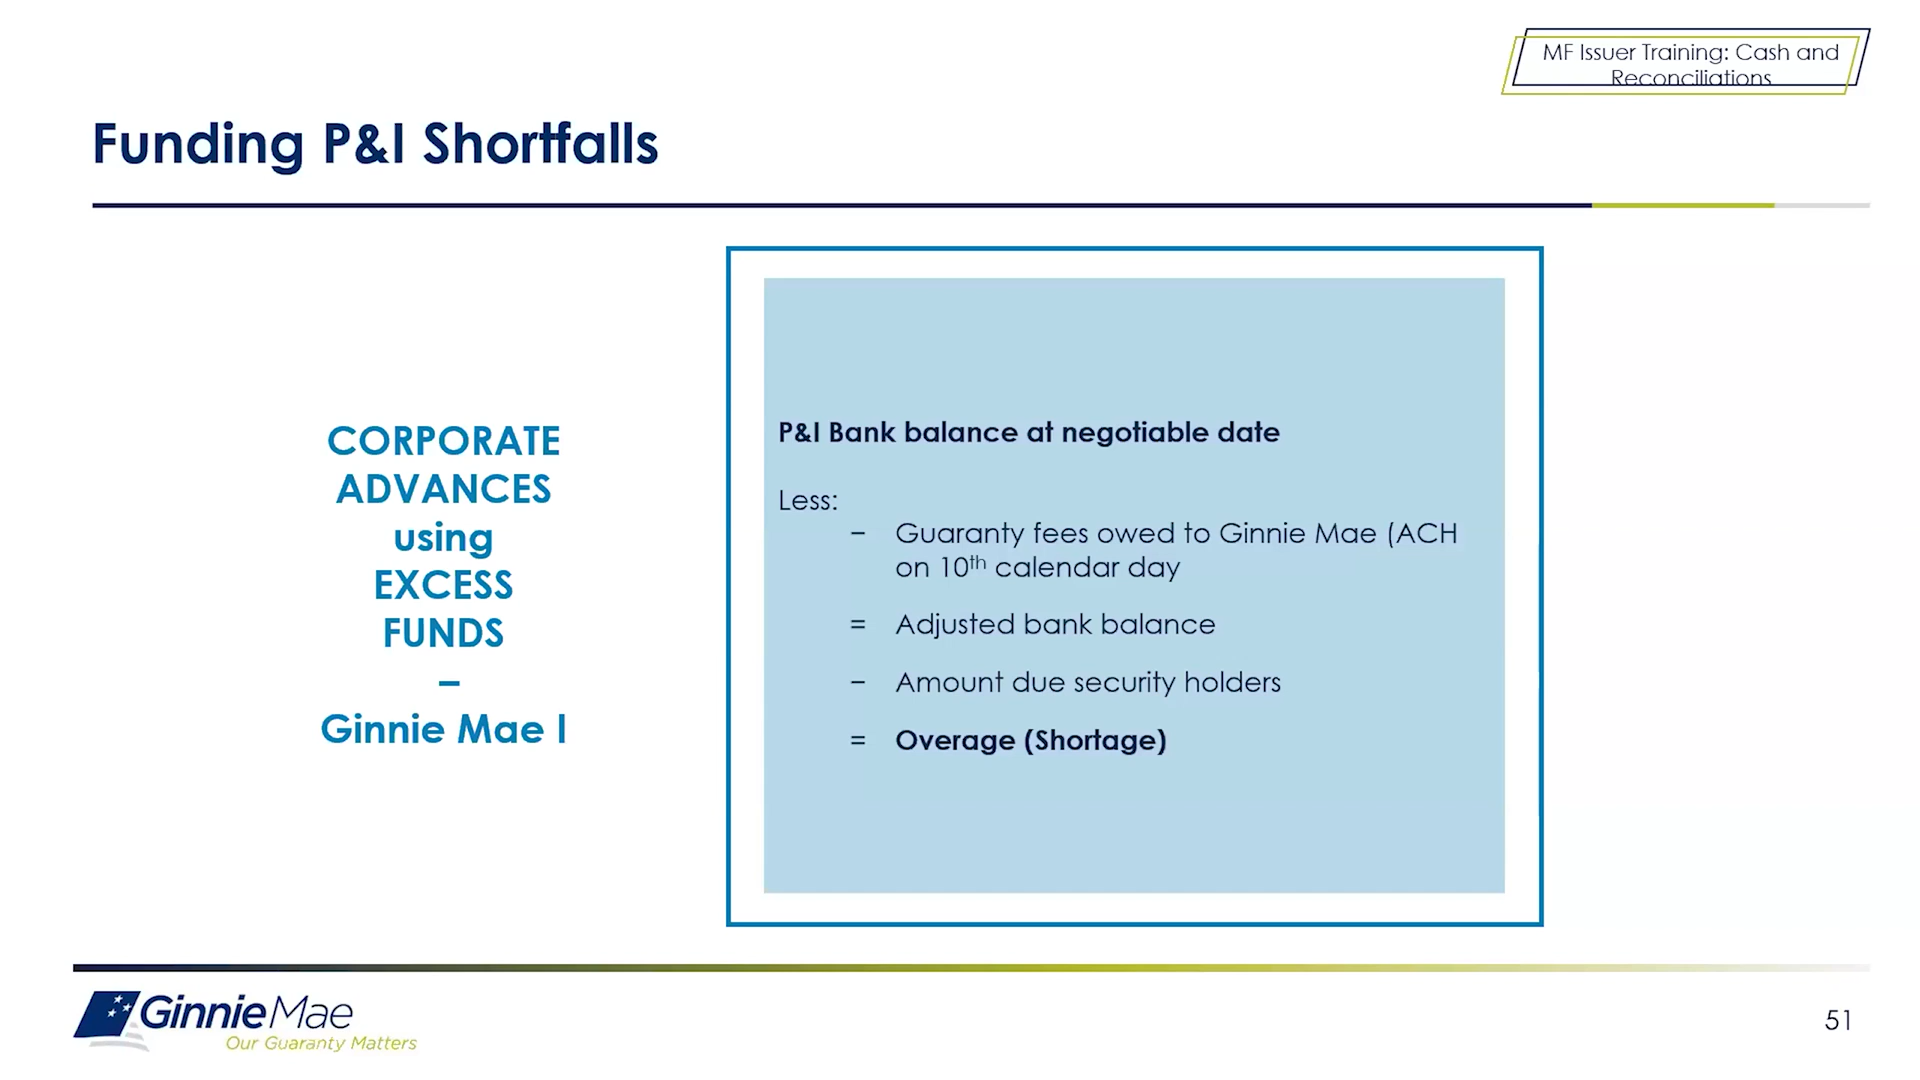 MF Issuer Training: Cash and
Reconciliations
Funding P&I Shortfalls
CORPORATE
ADVANCES
using
EXCESS
FUNDS
–
Ginnie Mae I
P&I Bank balance at negotiable date
Less:
− Guaranty fees owed to Ginnie Mae (ACH
on 10th calendar day
= Adjusted bank balance
− Amount due security holders
= Overage (Shortage)
GinnieMae
Our Guaranty Matters
51